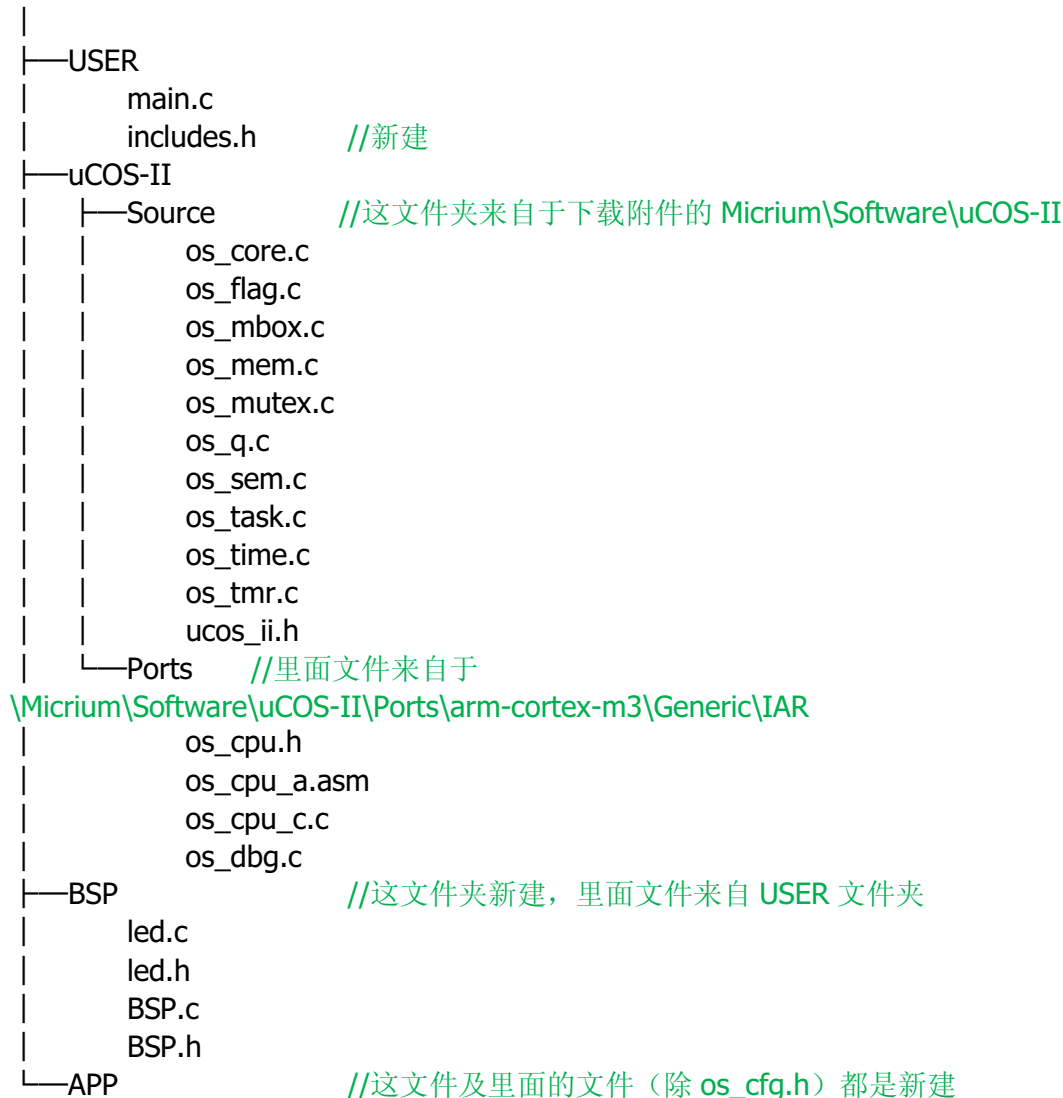 │
├──USER
│ main.c
│ includes.h //新建
├──uCOS-II
│ ├──Source //这文件夹来自于下载附件的 Micrium\Software\uCOS-II
│ │ os_core.c
│ │ os_flag.c
│ │ os_mbox.c
│ │ os_mem.c
│ │ os_mutex.c
│ │ os_q.c
│ │ os_sem.c
│ │ os_task.c
│ │ os_time.c
│ │ os_tmr.c
│ │ ucos_ii.h
│ └──Ports //里面文件来自于
\Micrium\Software\uCOS-II\Ports\arm-cortex-m3\Generic\IAR
│ os_cpu.h
│ os_cpu_a.asm
│ os_cpu_c.c
│ os_dbg.c
├──BSP //这文件夹新建，里面文件来自 USER 文件夹
│ led.c
│ led.h
│ BSP.c
│ BSP.h
└──APP //这文件及里面的文件（除 os_cfg.h）都是新建